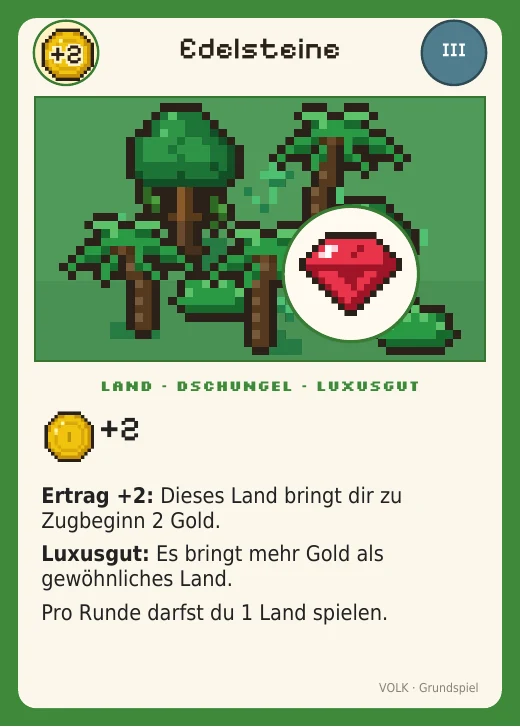 +2
Edelsteine
III
LAND · DSCHUNGEL · LUXUSGUT
+2
Ertrag +2: Dieses Land bringt dir zu
Zugbeginn 2 Gold.
Luxusgut: Es bringt mehr Gold als
gewöhnliches Land.
Pro Runde darfst du 1 Land spielen.
VOLK · Grundspiel